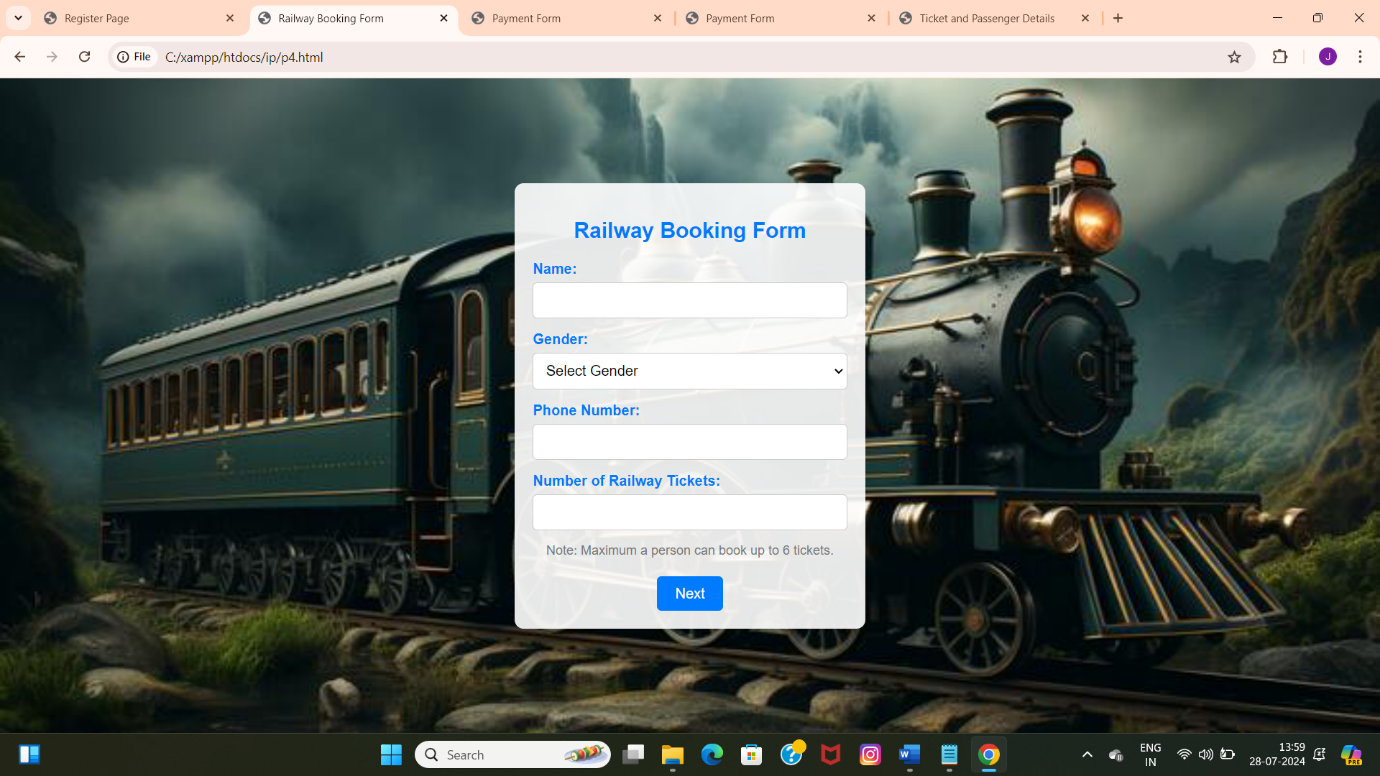 Register Page
Railway Booking Form
Payment Form
Payment Form
Ticket and Passenger Details
File
C:/xampp/htdocs/ip/p4.html
J
Railway Booking Form
Name:
Gender:
Select Gender
Phone Number:
Number of Railway Tickets:
Note: Maximum a person can book up to 6 tickets.
Next
Search
W
ENG
IN
13:59
28-07-2024
PRE